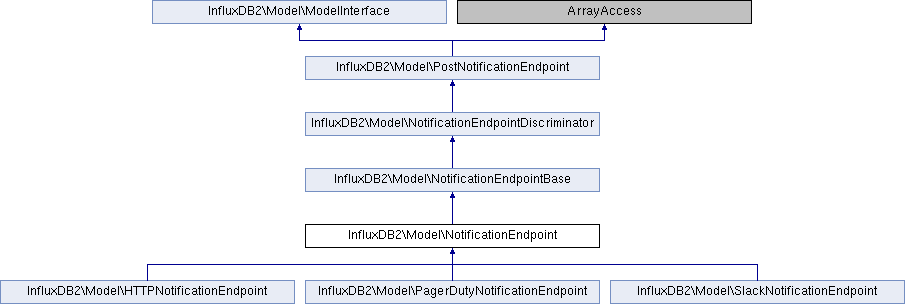 InfluxDB2\Model\ModelInterface
ArrayAccess
InfluxDB2\Model\PostNotificationEndpoint
InfluxDB2\Model\NotificationEndpointDiscriminator
InfluxDB2\Model\NotificationEndpointBase
InfluxDB2\Model\NotificationEndpoint
InfluxDB2\Model\HTTPNotificationEndpoint
InfluxDB2\Model\PagerDutyNotificationEndpoint
InfluxDB2\Model\SlackNotificationEndpoint